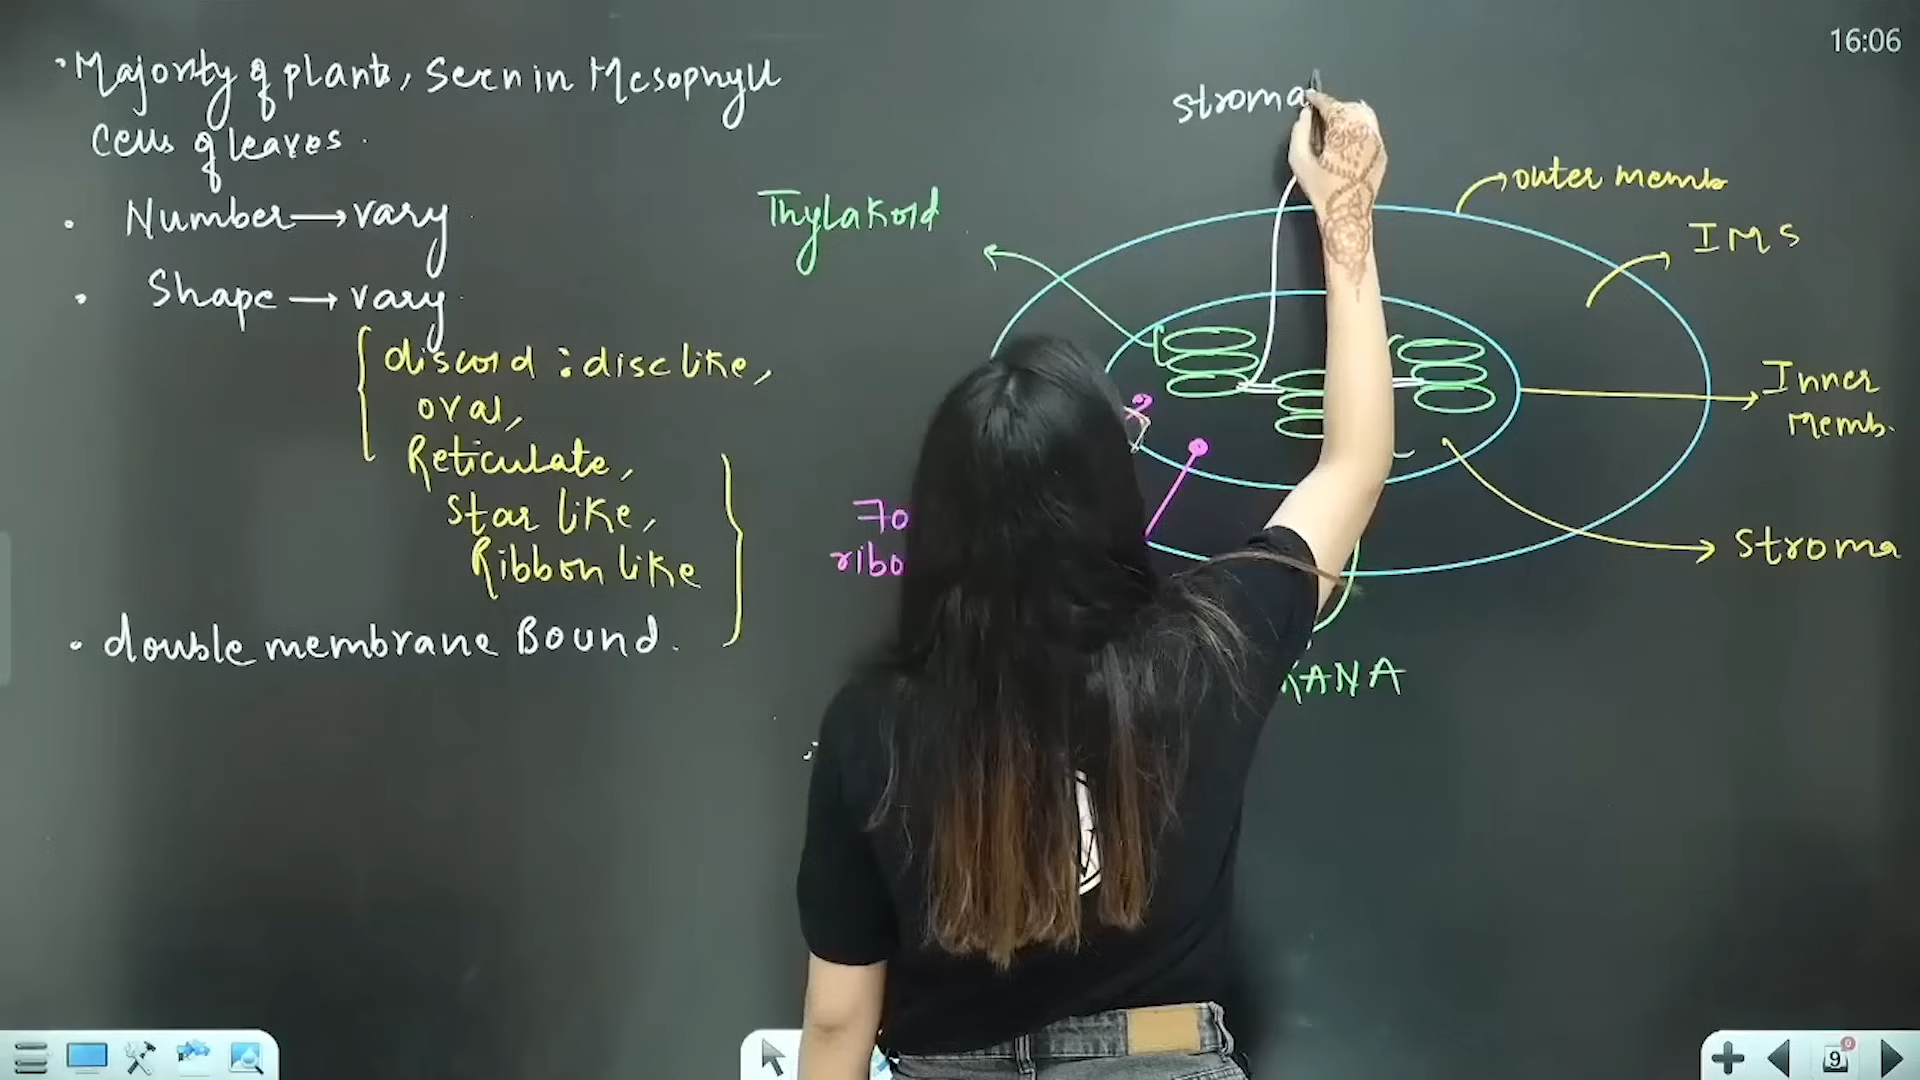 • Majority of plants, seen in Mesophyll
cells of leaves.
• Number → vary
• Shape → vary
discoid : disc like,
oval,
Reticulate,
star like,
Ribbon like
• double membrane Bound.
16:06
stroma
outer memb
Thylakoid
IMS
Inner
Memb.
70
ribo
stroma
RANA
9
0